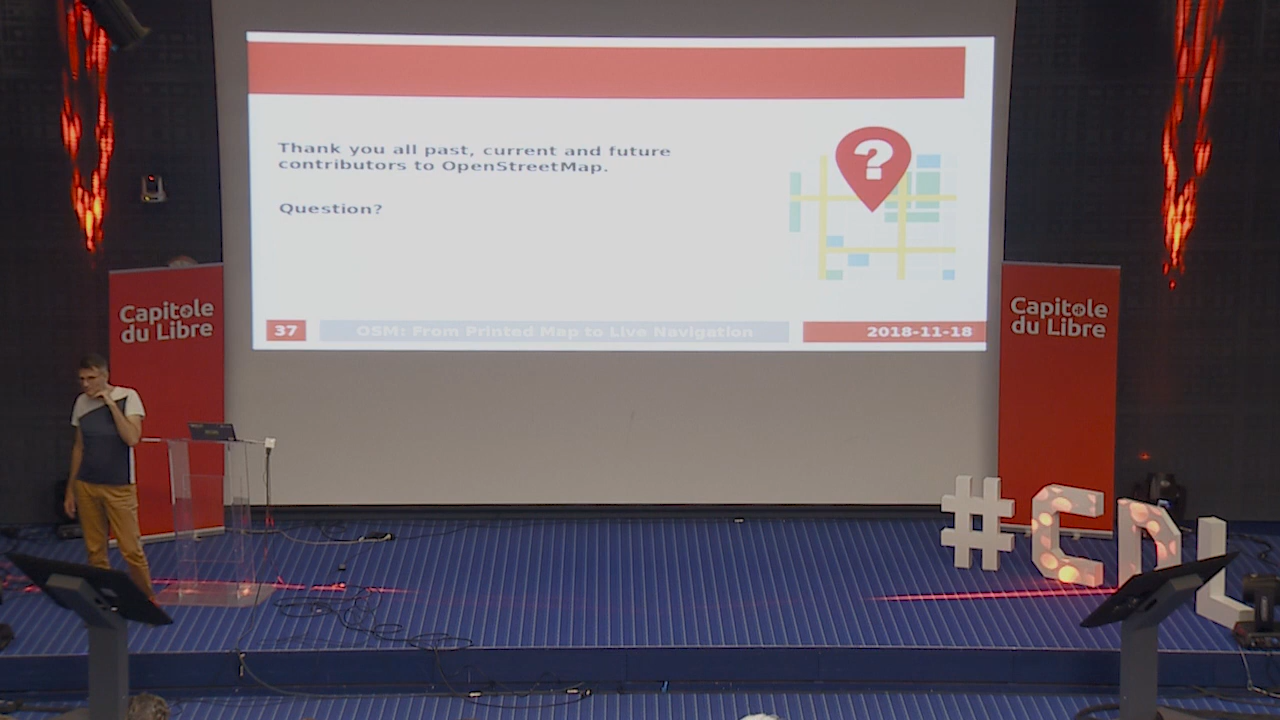 Thank you all past, current and future
contributors to OpenStreetMap.
Question?
?
37
OSM: From Printed Map to Live Navigation
2018-11-18
Capitole
du Libre
Capitole
du Libre
#CDL